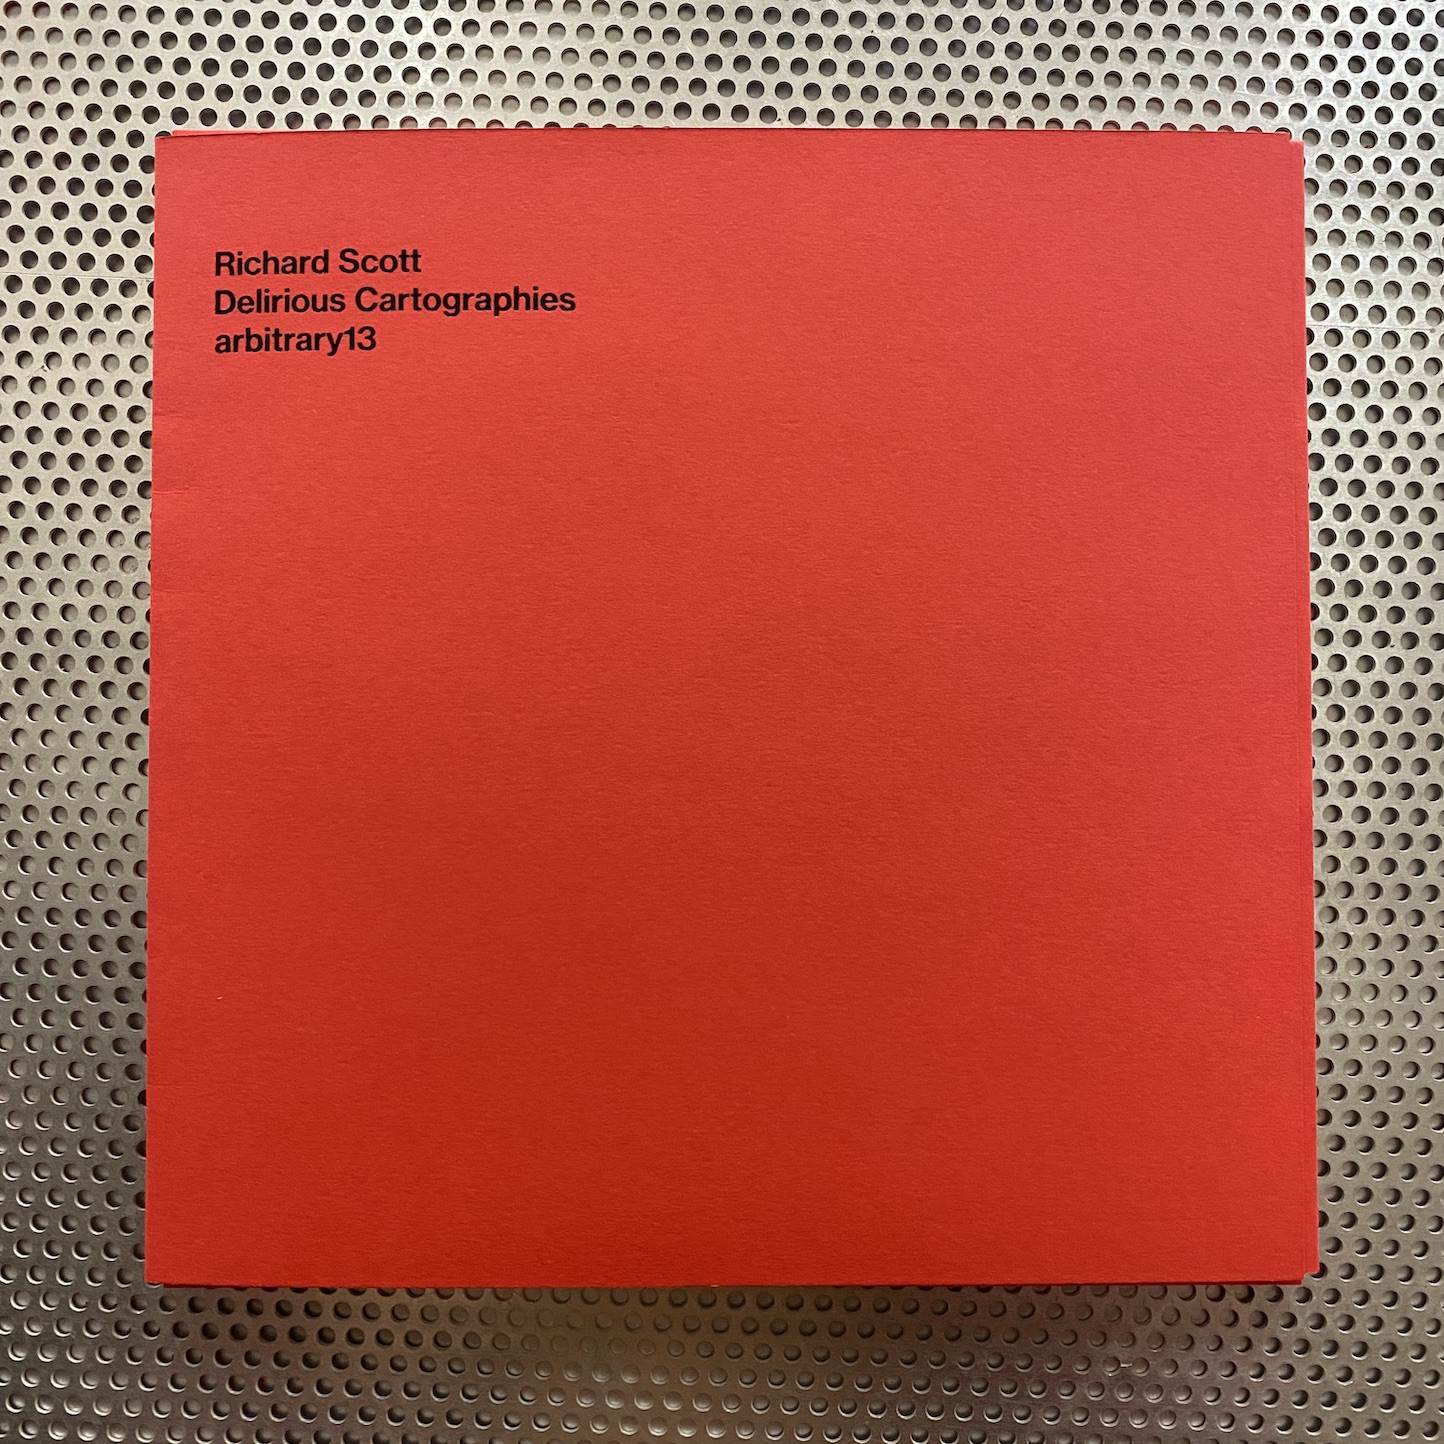 Richard Scott
Delirious Cartographies
arbitrary13